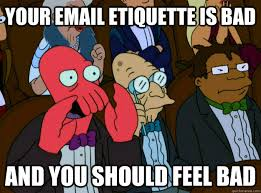 YOUR EMAIL ETIQUETTE IS BAD
AND YOU SHOULD FEEL BAD